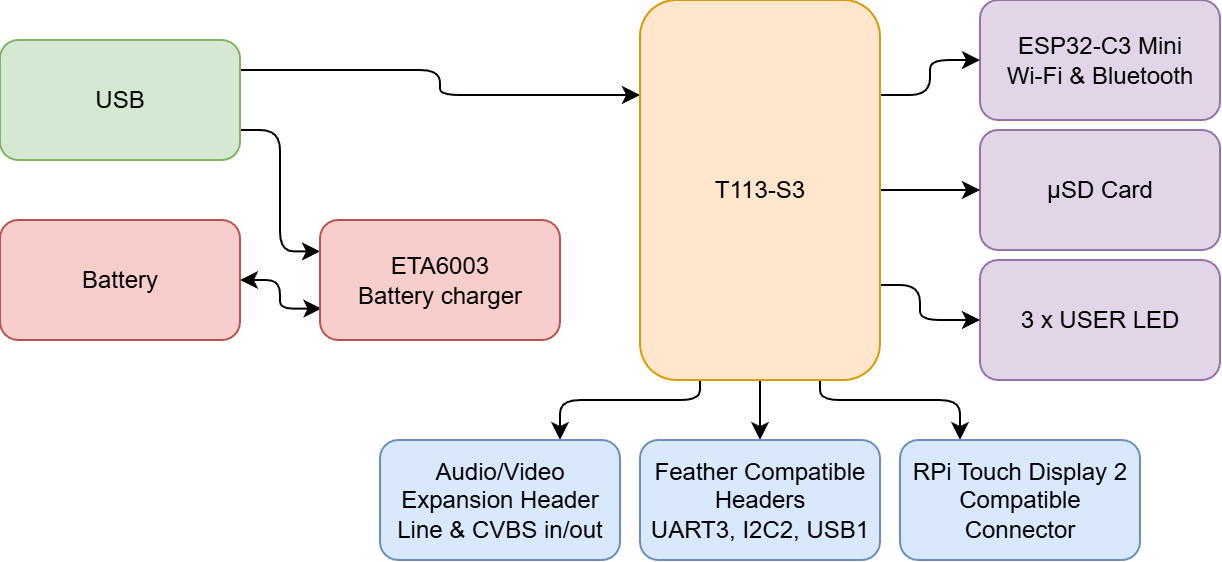 USB
Battery
ETA6003
Battery charger
T113-S3
ESP32-C3 Mini
Wi-Fi & Bluetooth
µSD Card
3 x USER LED
Audio/Video
Expansion Header
Line & CVBS in/out
Feather Compatible
Headers
UART3, I2C2, USB1
RPi Touch Display 2
Compatible
Connector